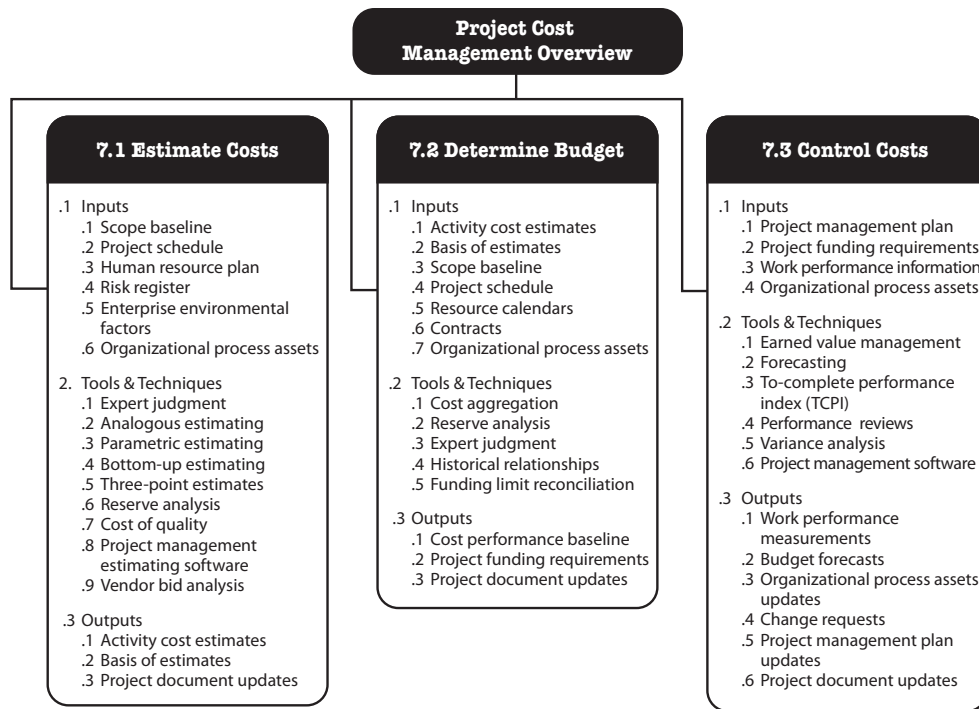 Project Cost
Management Overview
7.1 Estimate Costs
.1 Inputs
.1 Scope baseline
.2 Project schedule
.3 Human resource plan
.4 Risk register
.5 Enterprise environmental
factors
.6 Organizational process assets
2. Tools & Techniques
.1 Expert judgment
.2 Analogous estimating
.3 Parametric estimating
.4 Bottom-up estimating
.5 Three-point estimates
.6 Reserve analysis
.7 Cost of quality
.8 Project management
estimating software
.9 Vendor bid analysis
.3 Outputs
.1 Activity cost estimates
.2 Basis of estimates
.3 Project document updates
7.2 Determine Budget
.1 Inputs
.1 Activity cost estimates
.2 Basis of estimates
.3 Scope baseline
.4 Project schedule
.5 Resource calendars
.6 Contracts
.7 Organizational process assets
.2 Tools & Techniques
.1 Cost aggregation
.2 Reserve analysis
.3 Expert judgment
.4 Historical relationships
.5 Funding limit reconciliation
.3 Outputs
.1 Cost performance baseline
.2 Project funding requirements
.3 Project document updates
7.3 Control Costs
.1 Inputs
.1 Project management plan
.2 Project funding requirements
.3 Work performance information
.4 Organizational process assets
.2 Tools & Techniques
.1 Earned value management
.2 Forecasting
.3 To-complete performance
index (TCPI)
.4 Performance reviews
.5 Variance analysis
.6 Project management software
.3 Outputs
.1 Work performance
measurements
.2 Budget forecasts
.3 Organizational process assets
updates
.4 Change requests
.5 Project management plan
updates
.6 Project document updates